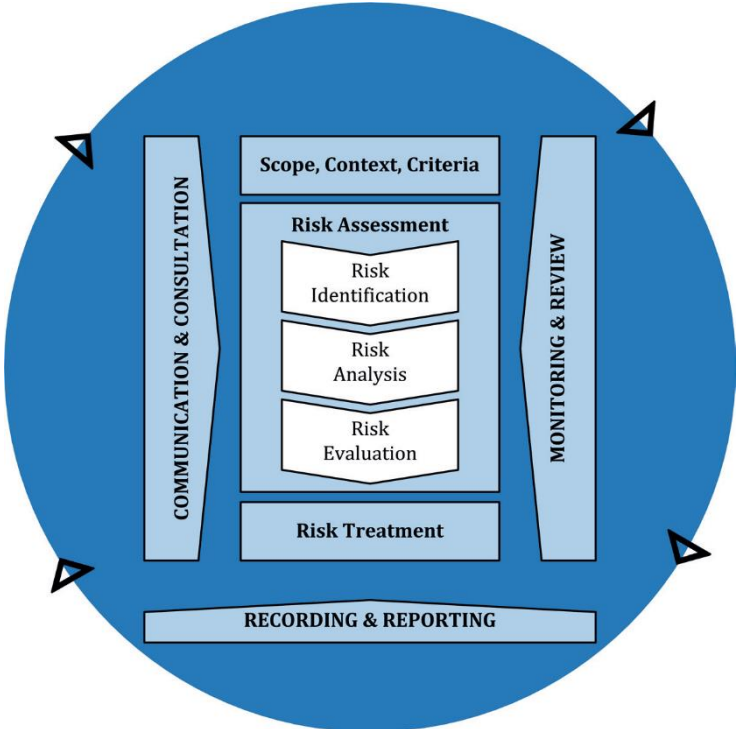 Scope, Context, Criteria
Risk Assessment
Risk
Identification
Risk
Analysis
Risk
Evaluation
Risk Treatment
COMMUNICATION & CONSULTATION
MONITORING & REVIEW
RECORDING & REPORTING